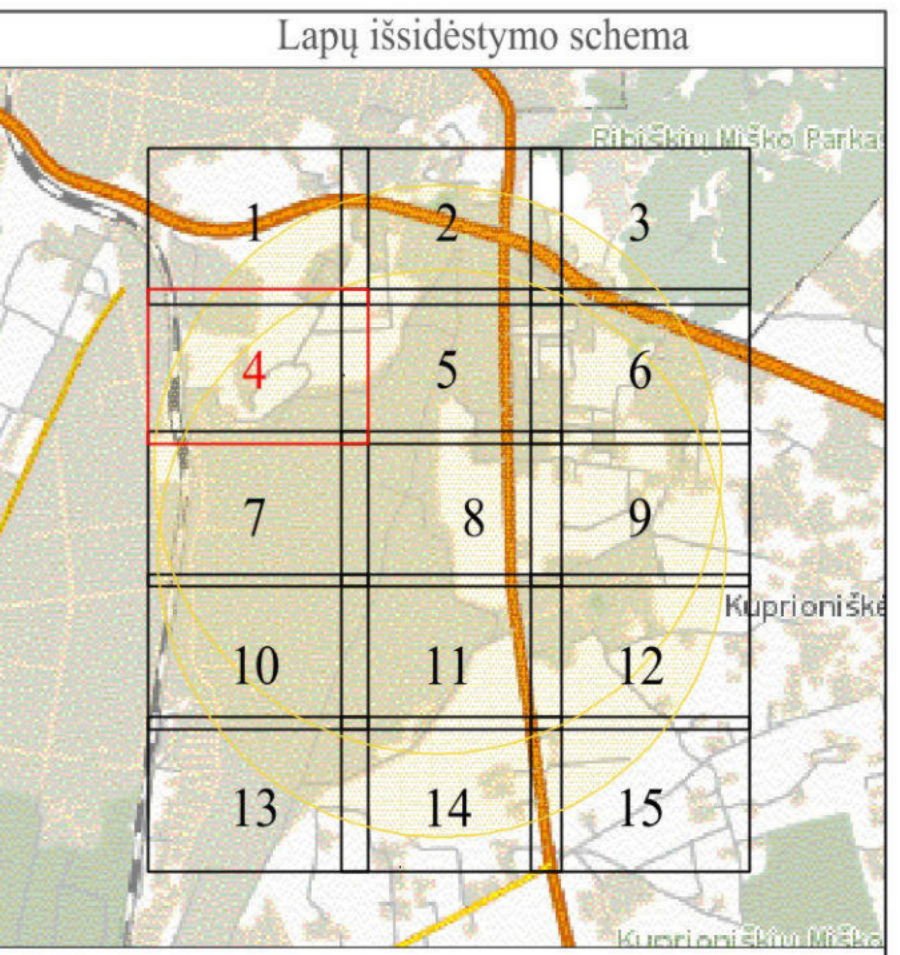 Lapų išsidėstymo schema
Ribiškių Miško Parkas
1 2 3
4 5 6
7 8 9
Kuprioniškė
10 11 12
13 14 15
Kuprioniškių Miško